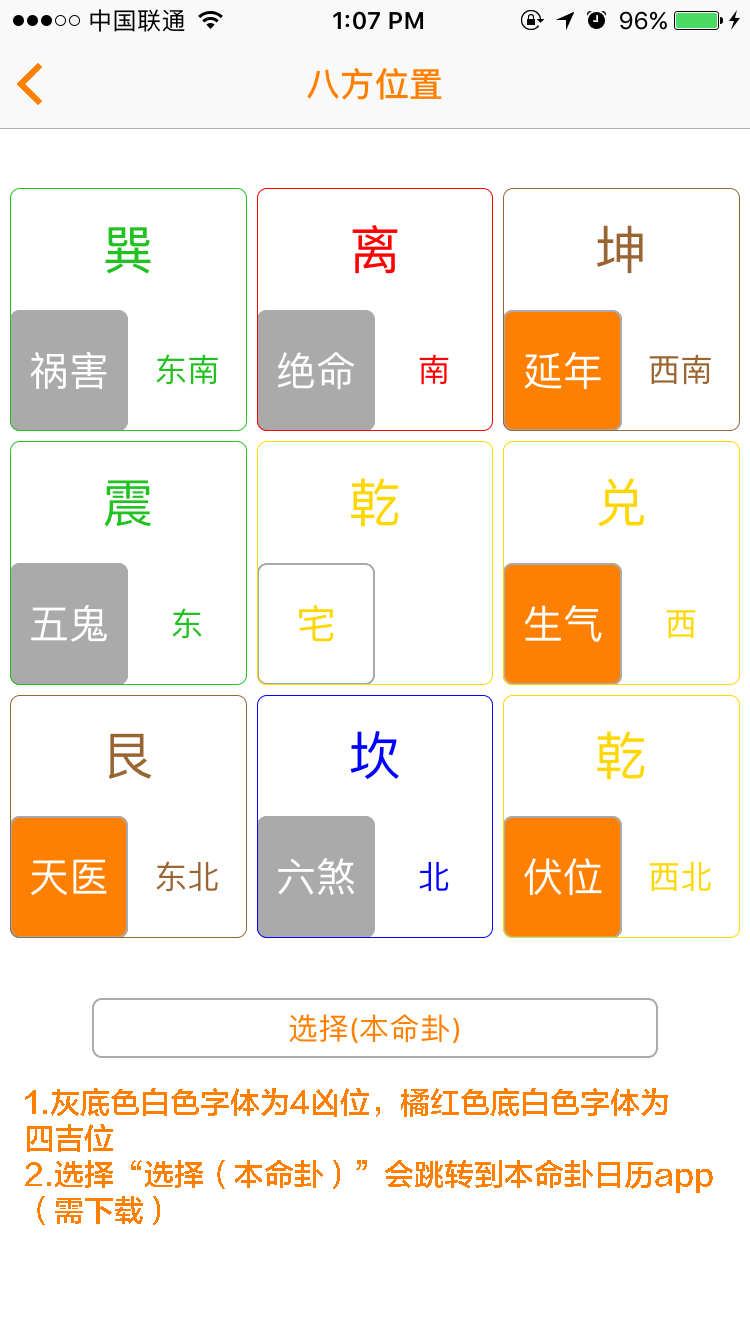 中国联通 1:07 PM 96%
八方位置
巽 离 坤
祸害 东南 绝命 南 延年 西南
震 乾 兑
五鬼 东 宅 生气 西
艮 坎 乾
天医 东北 六煞 北 伏位 西北
选择(本命卦)
1.灰底色白色字体为4凶位，橘红色底白色字体为
四吉位
2.选择“选择（本命卦）”会跳转到本命卦日历app
（需下载）